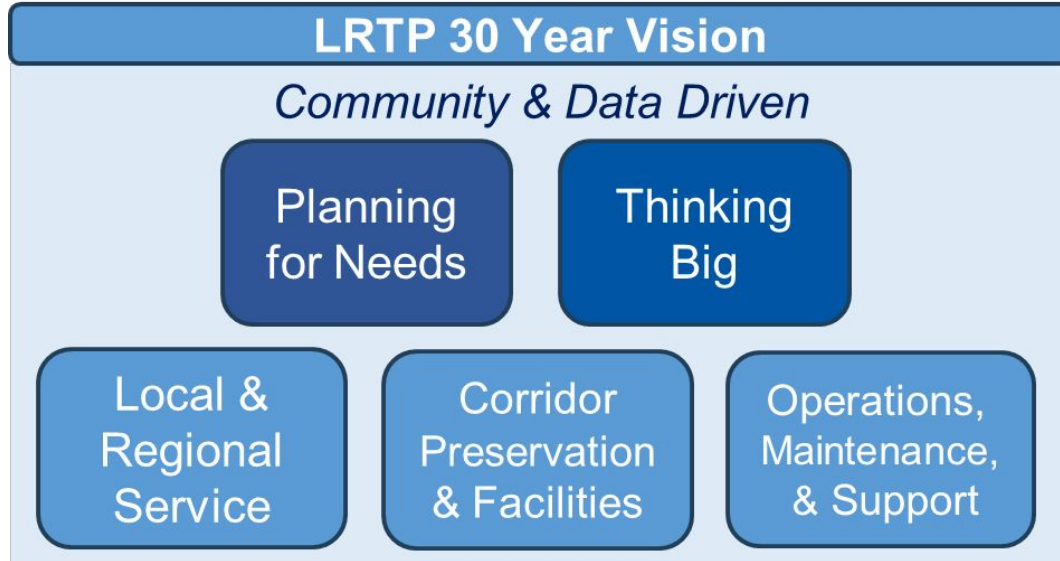 LRTP 30 Year Vision
Community & Data Driven
Planning
for Needs
Thinking
Big
Local &
Regional
Service
Corridor
Preservation
& Facilities
Operations,
Maintenance,
& Support